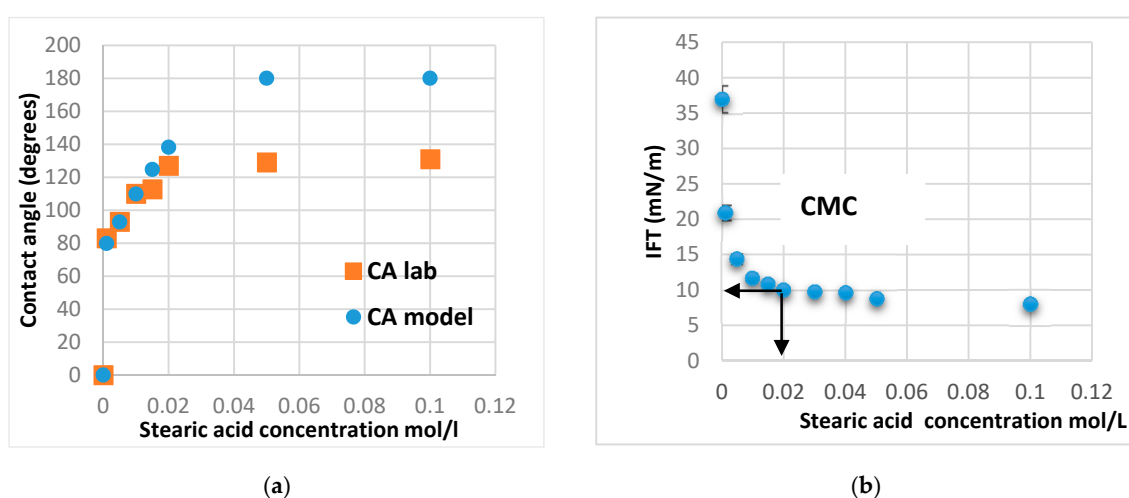 200
180
160
140
120
100
80
60
40
20
0
0 0.02 0.04 0.06 0.08 0.1 0.12
Contact angle (degrees)
Stearic acid concentration mol/l
CA lab
CA model
(a)
45
40
35
30
25
20
15
10
5
0
0 0.02 0.04 0.06 0.08 0.1 0.12
IFT (mN/m)
CMC
Stearic acid concentration mol/L
(b)